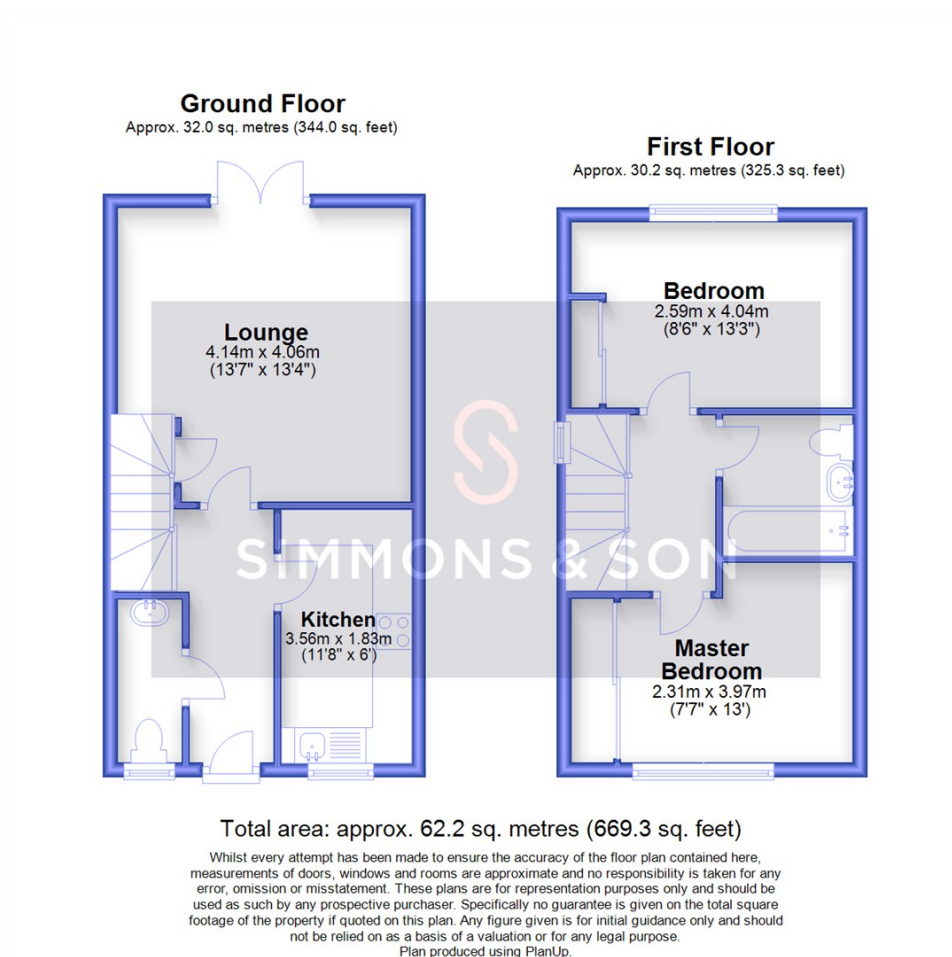 Ground Floor
Approx. 32.0 sq. metres (344.0 sq. feet)
First Floor
Approx. 30.2 sq. metres (325.3 sq. feet)
Lounge
4.14m x 4.06m
(13'7" x 13'4")
Bedroom
2.59m x 4.04m
(8'6" x 13'3")
SIMMONS & SON
Kitchen
3.56m x 1.83m
(11'8" x 6')
Master
Bedroom
2.31m x 3.97m
(7'7" x 13')
Total area: approx. 62.2 sq. metres (669.3 sq. feet)
Whilst every attempt has been made to ensure the accuracy of the floor plan contained here,
measurements of doors, windows and rooms are approximate and no responsibility is taken for any
error, omission or misstatement. These plans are for representation purposes only and should be
used as such by any prospective purchaser. Specifically no guarantee is given on the total square
footage of the property if quoted on this plan. Any figure given is for initial guidance only and should
not be relied on as a basis of a valuation or for any legal purpose.
Plan produced using PlanUp.